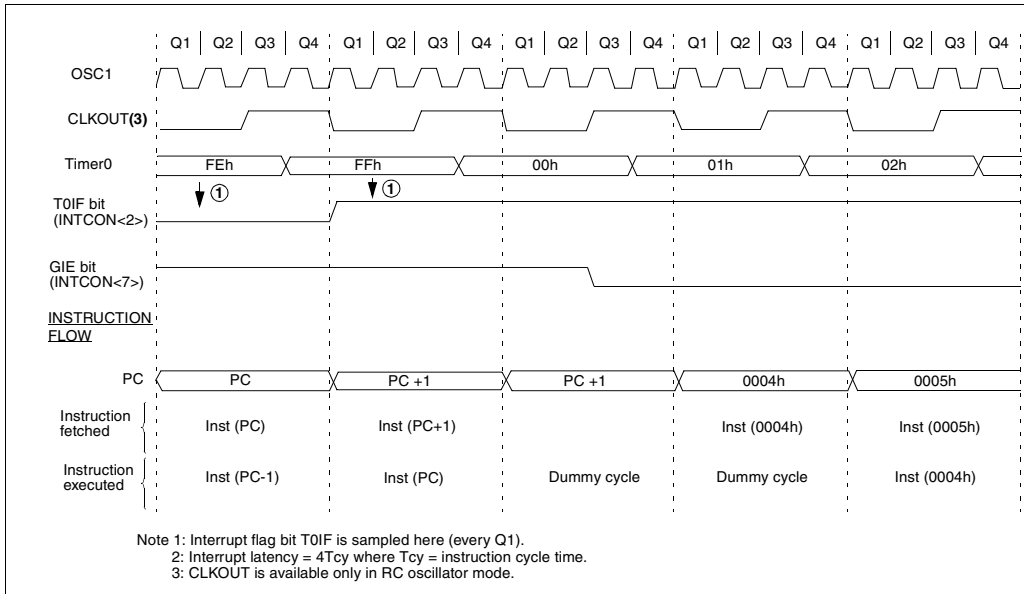 Q1 Q2 Q3 Q4 Q1 Q2 Q3 Q4 Q1 Q2 Q3 Q4 Q1 Q2 Q3 Q4 Q1 Q2 Q3 Q4
OSC1
CLKOUT(3)
Timer0 FEh FFh 00h 01h 02h
① ①
T0IF bit
(INTCON<2>)
GIE bit
(INTCON<7>)
INSTRUCTION
FLOW
PC PC PC +1 PC +1 0004h 0005h
Instruction
fetched
Inst (PC) Inst (PC+1) Inst (0004h) Inst (0005h)
Instruction
executed
Inst (PC-1) Inst (PC) Dummy cycle Dummy cycle Inst (0004h)
Note 1: Interrupt flag bit T0IF is sampled here (every Q1).
2: Interrupt latency = 4Tcy where Tcy = instruction cycle time.
3: CLKOUT is available only in RC oscillator mode.